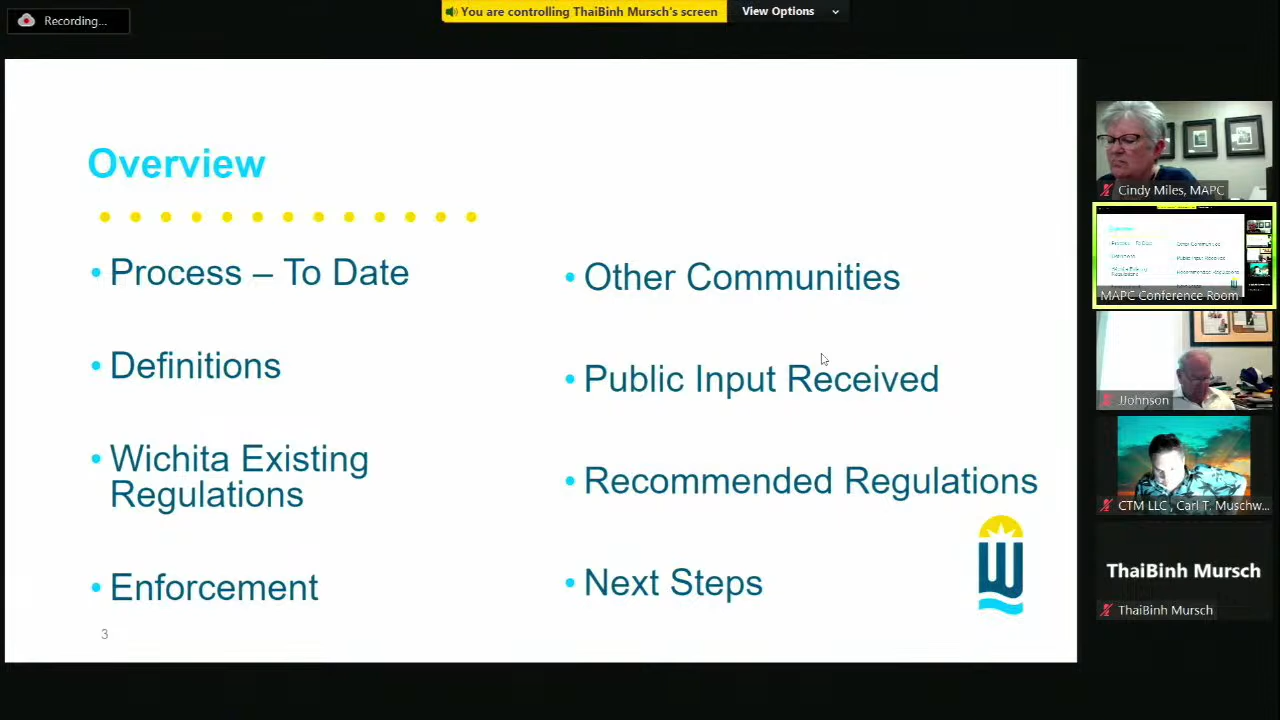 Recording...
You are controlling ThaiBinh Mursch's screen
View Options
Overview
• Process – To Date
• Definitions
• Wichita Existing
Regulations
• Enforcement
• Other Communities
• Public Input Received
• Recommended Regulations
• Next Steps
3
Cindy Miles, MAPC
MAPC Conference Room
JJohnson
CTM LLC , Carl T. Muschw...
ThaiBinh Mursch
ThaiBinh Mursch